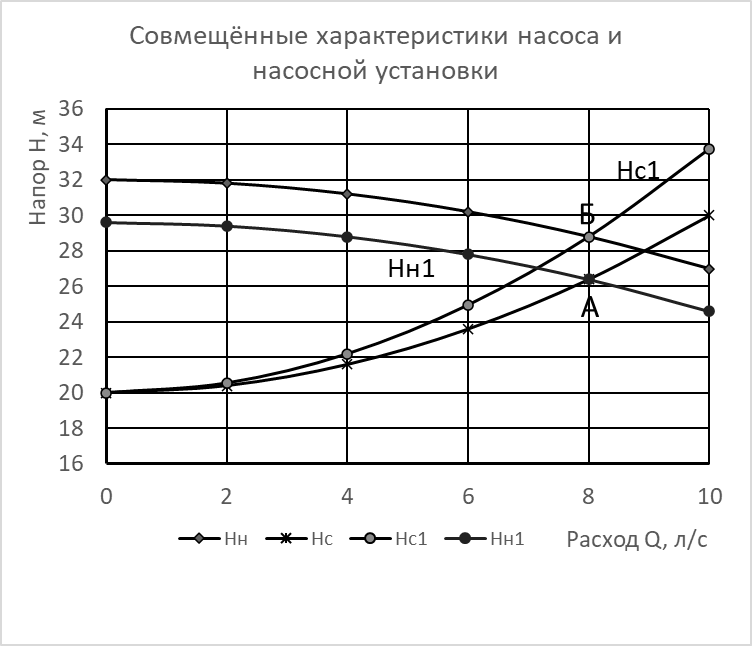 Совмещённые характеристики насоса и
насосной установки
Напор Н, м
36
34
32
30
28
26
24
22
20
18
16
Нс1
Б
Нн1
А
0 2 4 6 8 10
Нн Нс Нс1 Нн1
Расход Q, л/с